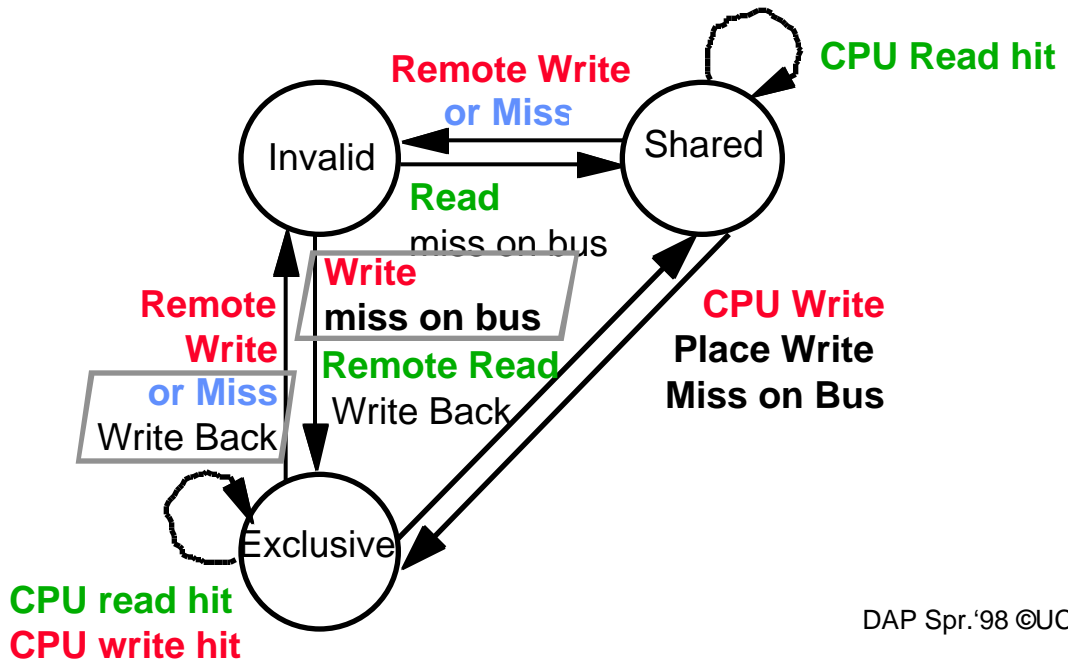 CPU Read hit
Remote Write
or Miss
Invalid
Shared
Read
miss on bus
Write
miss on bus
Remote
Write
or Miss
Write Back
Remote Read
Write Back
CPU Write
Place Write
Miss on Bus
Exclusive
CPU read hit
CPU write hit
DAP Spr.‘98 ©UC